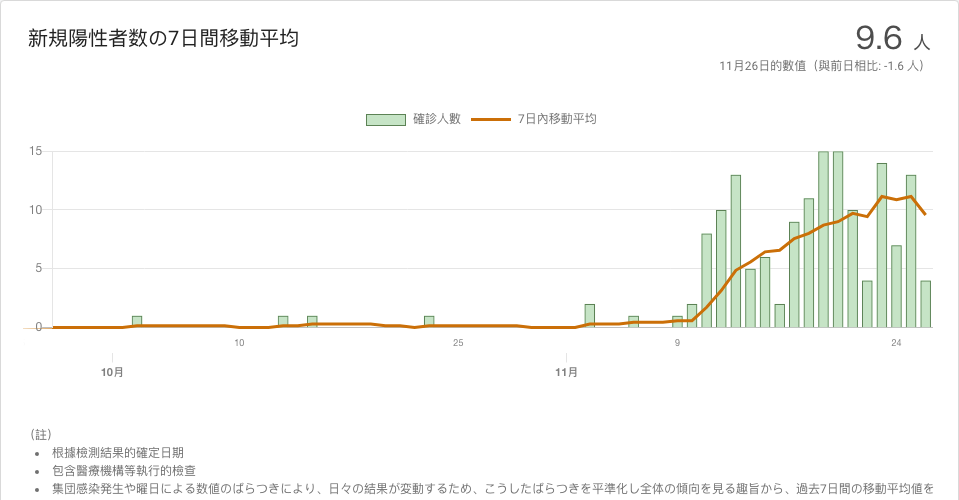 新規陽性者数の7日間移動平均
9.6 人
11月26日的數值（與前日相比: -1.6 人）
確診人數 7日內移動平均
15
10
5
0
10 25 9 24
10月 11月
（註）
• 根據檢測結果的確定日期
• 包含醫療機構等執行的檢查
• 集団感染発生や曜日による数値のばらつきにより、日々の結果が変動するため、こうしたばらつきを平準化し全体の傾向を見る趣旨から、過去7日間の移動平均値を